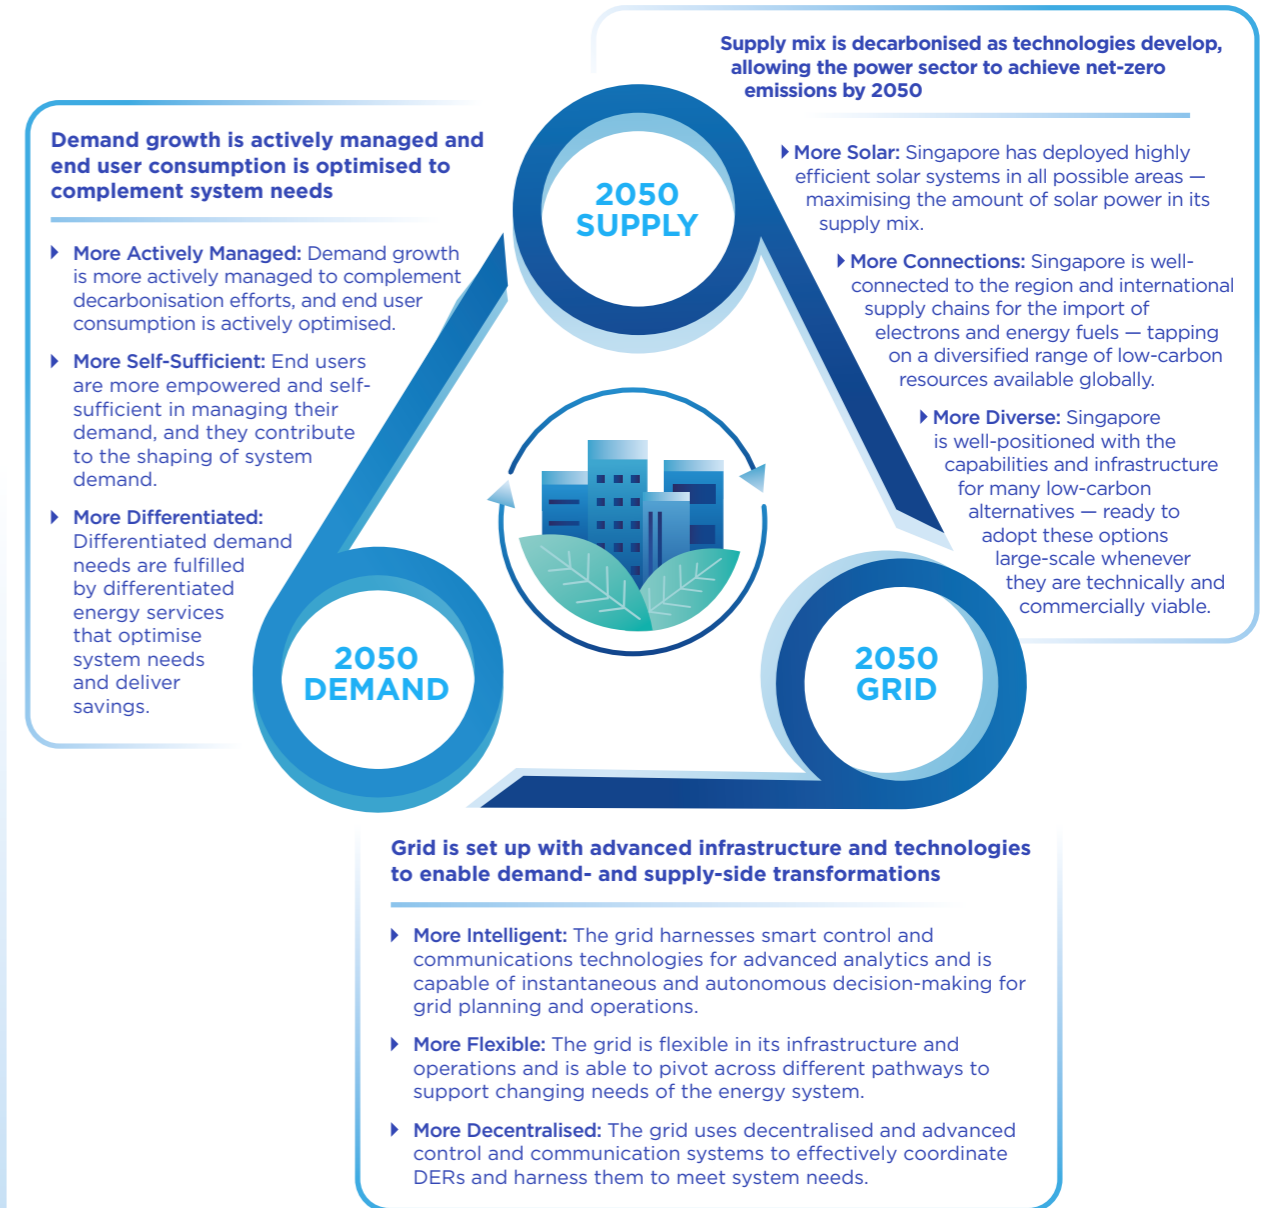 Supply mix is decarbonised as technologies develop,
allowing the power sector to achieve net-zero
emissions by 2050
More Solar: Singapore has deployed highly
efficient solar systems in all possible areas —
maximising the amount of solar power in its
supply mix.
More Connections: Singapore is well-
connected to the region and international
supply chains for the import of
electrons and energy fuels — tapping
on a diversified range of low-carbon
resources available globally.
More Diverse: Singapore
is well-positioned with the
capabilities and infrastructure
for many low-carbon
alternatives — ready to
adopt these options
large-scale whenever
they are technically and
commercially viable.
Demand growth is actively managed and
end user consumption is optimised to
complement system needs
More Actively Managed: Demand growth
is more actively managed to complement
decarbonisation efforts, and end user
consumption is actively optimised.
More Self-Sufficient: End users
are more empowered and self-
sufficient in managing their
demand, and they contribute
to the shaping of system
demand.
More Differentiated:
Differentiated demand
needs are fulfilled
by differentiated
energy services
that optimise
system needs
and deliver
savings.
2050
SUPPLY
2050
DEMAND
2050
GRID
Grid is set up with advanced infrastructure and technologies
to enable demand- and supply-side transformations
More Intelligent: The grid harnesses smart control and
communications technologies for advanced analytics and is
capable of instantaneous and autonomous decision-making for
grid planning and operations.
More Flexible: The grid is flexible in its infrastructure and
operations and is able to pivot across different pathways to
support changing needs of the energy system.
More Decentralised: The grid uses decentralised and advanced
control and communication systems to effectively coordinate
DERs and harness them to meet system needs.